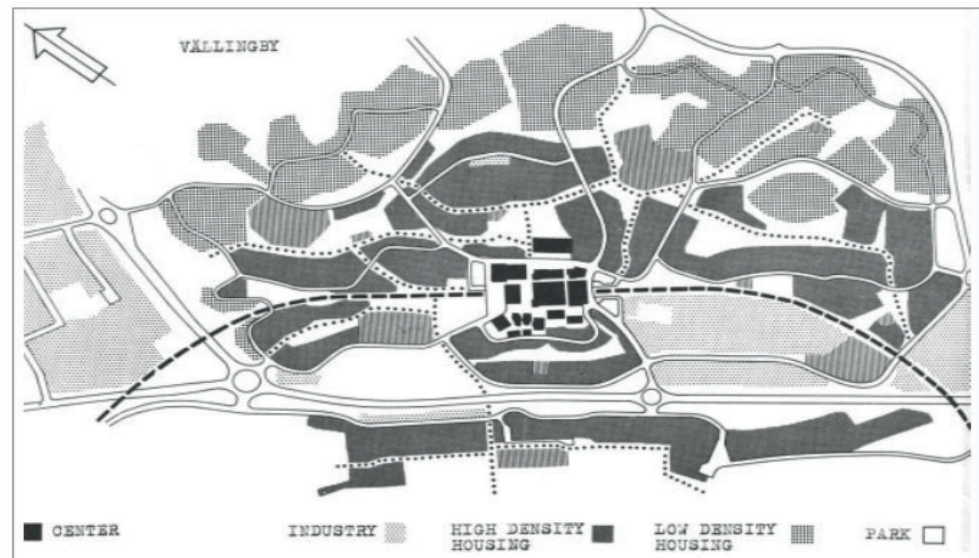 VÄLLINGBY
CENTER
INDUSTRY
HIGH DENSITY
HOUSING
LOW DENSITY
HOUSING
PARK